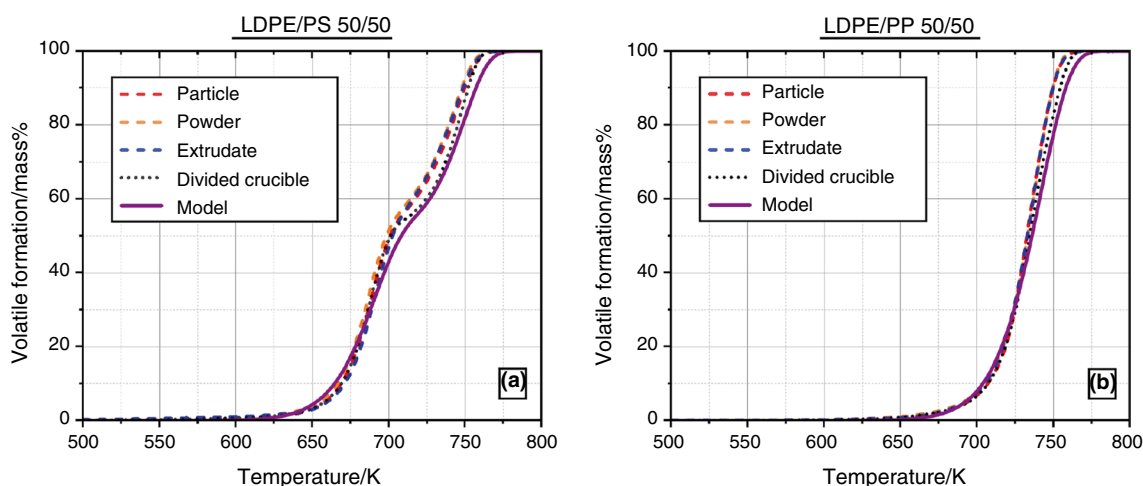 LDPE/PS 50/50
100
80
60
40
20
0
Volatile formation/mass%
Particle
Powder
Extrudate
Divided crucible
Model
(a)
500 550 600 650 700 750 800
Temperature/K
LDPE/PP 50/50
100
80
60
40
20
0
Volatile formation/mass%
Particle
Powder
Extrudate
Divided crucible
Model
(b)
500 550 600 650 700 750 800
Temperature/K